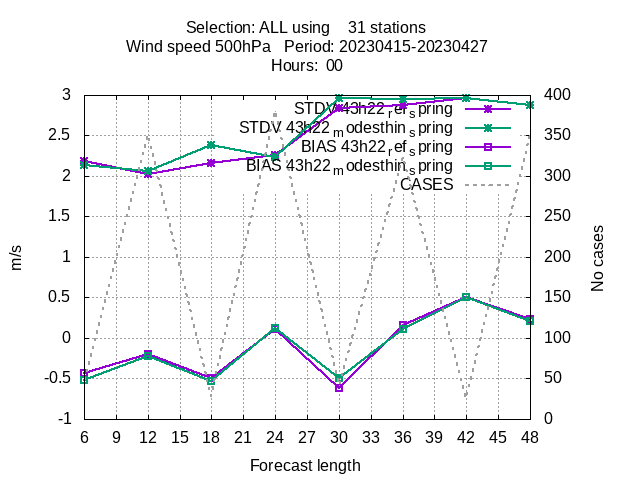 Selection: ALL using 31 stations
Wind speed 500hPa Period: 20230415-20230427
Hours: 00
STDV 43h22_ref_spring
STDV 43h22_modesthin_spring
BIAS 43h22_ref_spring
BIAS 43h22_modesthin_spring
CASES
3
2.5
2
1.5
1
0.5
0
-0.5
-1
400
350
300
250
200
150
100
50
0
m/s
No cases
6 9 12 15 18 21 24 27 30 33 36 39 42 45 48
Forecast length